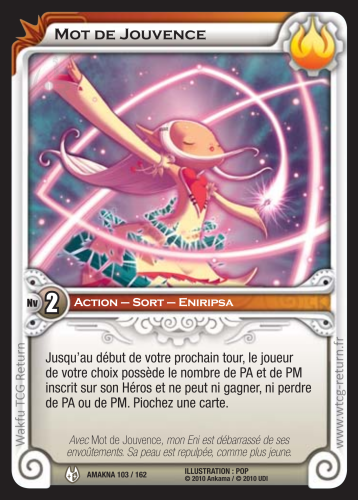 Mot de Jouvence
Nv 2
Action – Sort – Eniripsa
Jusqu'au début de votre prochain tour, le joueur
de votre choix possède le nombre de PA et de PM
inscrit sur son Héros et ne peut ni gagner, ni perdre
de PA ou de PM. Piochez une carte.
Avec Mot de Jouvence, mon Eni est débarassé de ses
envoûtements. Sa peau est repulpée, comme plus jeune.
AMAKNA 103 / 162
ILLUSTRATION : POP
© 2010 Ankama / © 2010 UDI
Wakfu TCG Return
www.wtcg-return.fr